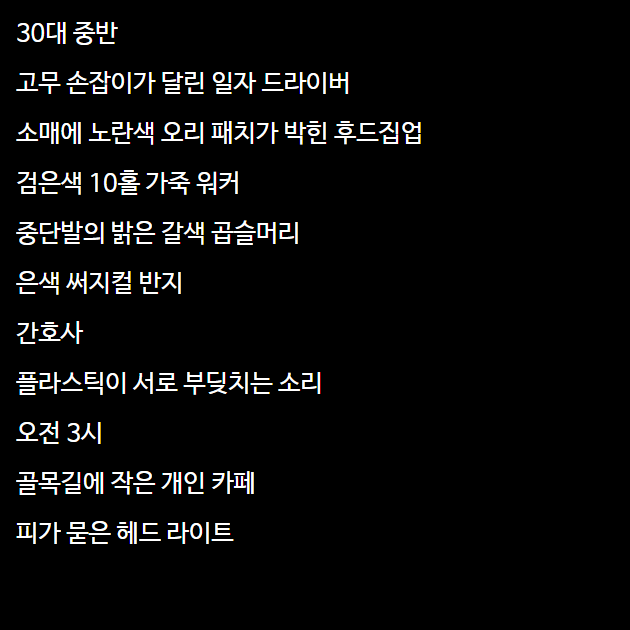 30대 중반
고무 손잡이가 달린 일자 드라이버
소매에 노란색 오리 패치가 박힌 후드집업
검은색 10홀 가죽 워커
중단발의 밝은 갈색 곱슬머리
은색 써지컬 반지
간호사
플라스틱이 서로 부딪치는 소리
오전 3시
골목길에 작은 개인 카페
피가 묻은 헤드 라이트